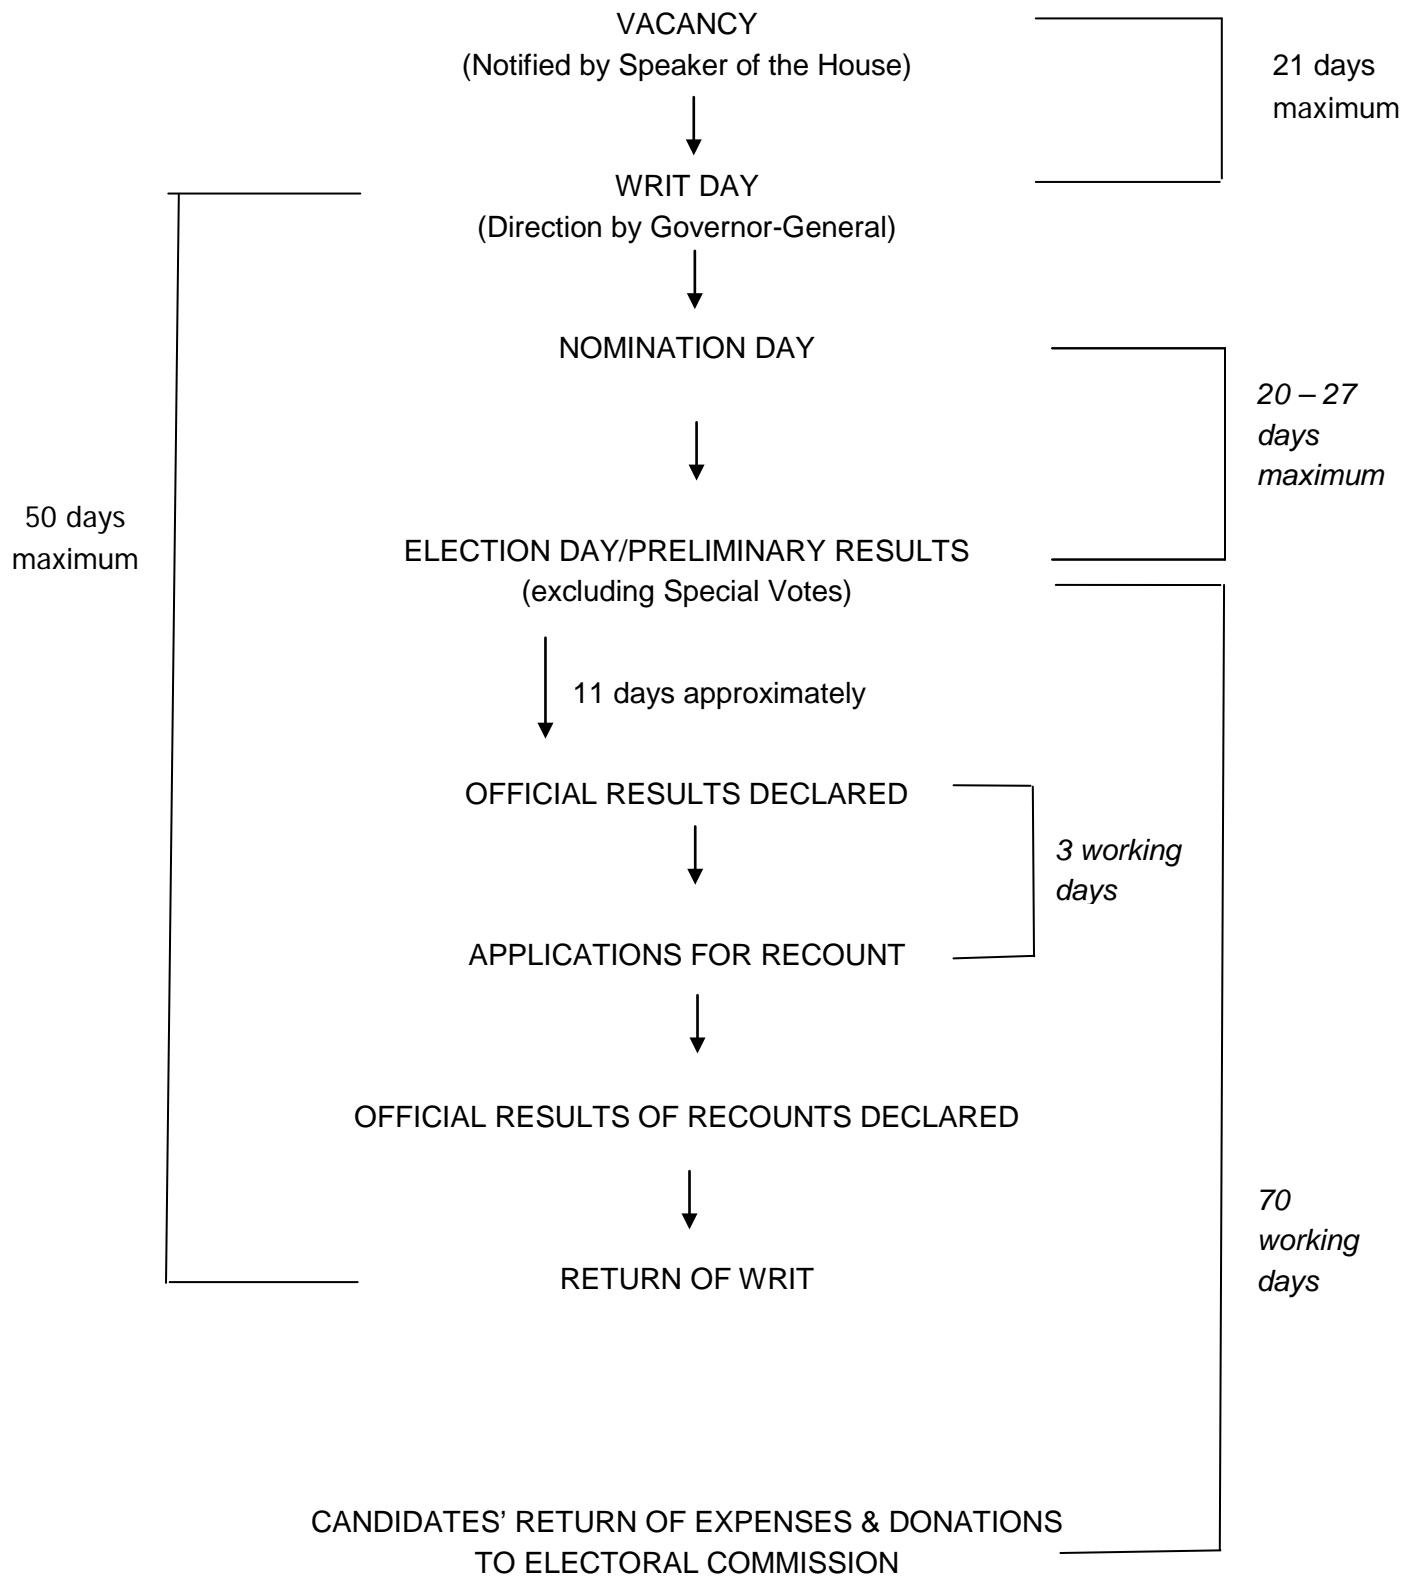 VACANCY
(Notified by Speaker of the House)
21 days
maximum
WRIT DAY
(Direction by Governor-General)
NOMINATION DAY
20 – 27
days
maximum
50 days
maximum
ELECTION DAY/PRELIMINARY RESULTS
(excluding Special Votes)
11 days approximately
OFFICIAL RESULTS DECLARED
3 working
days
APPLICATIONS FOR RECOUNT
OFFICIAL RESULTS OF RECOUNTS DECLARED
70
working
days
RETURN OF WRIT
CANDIDATES’ RETURN OF EXPENSES & DONATIONS
TO ELECTORAL COMMISSION